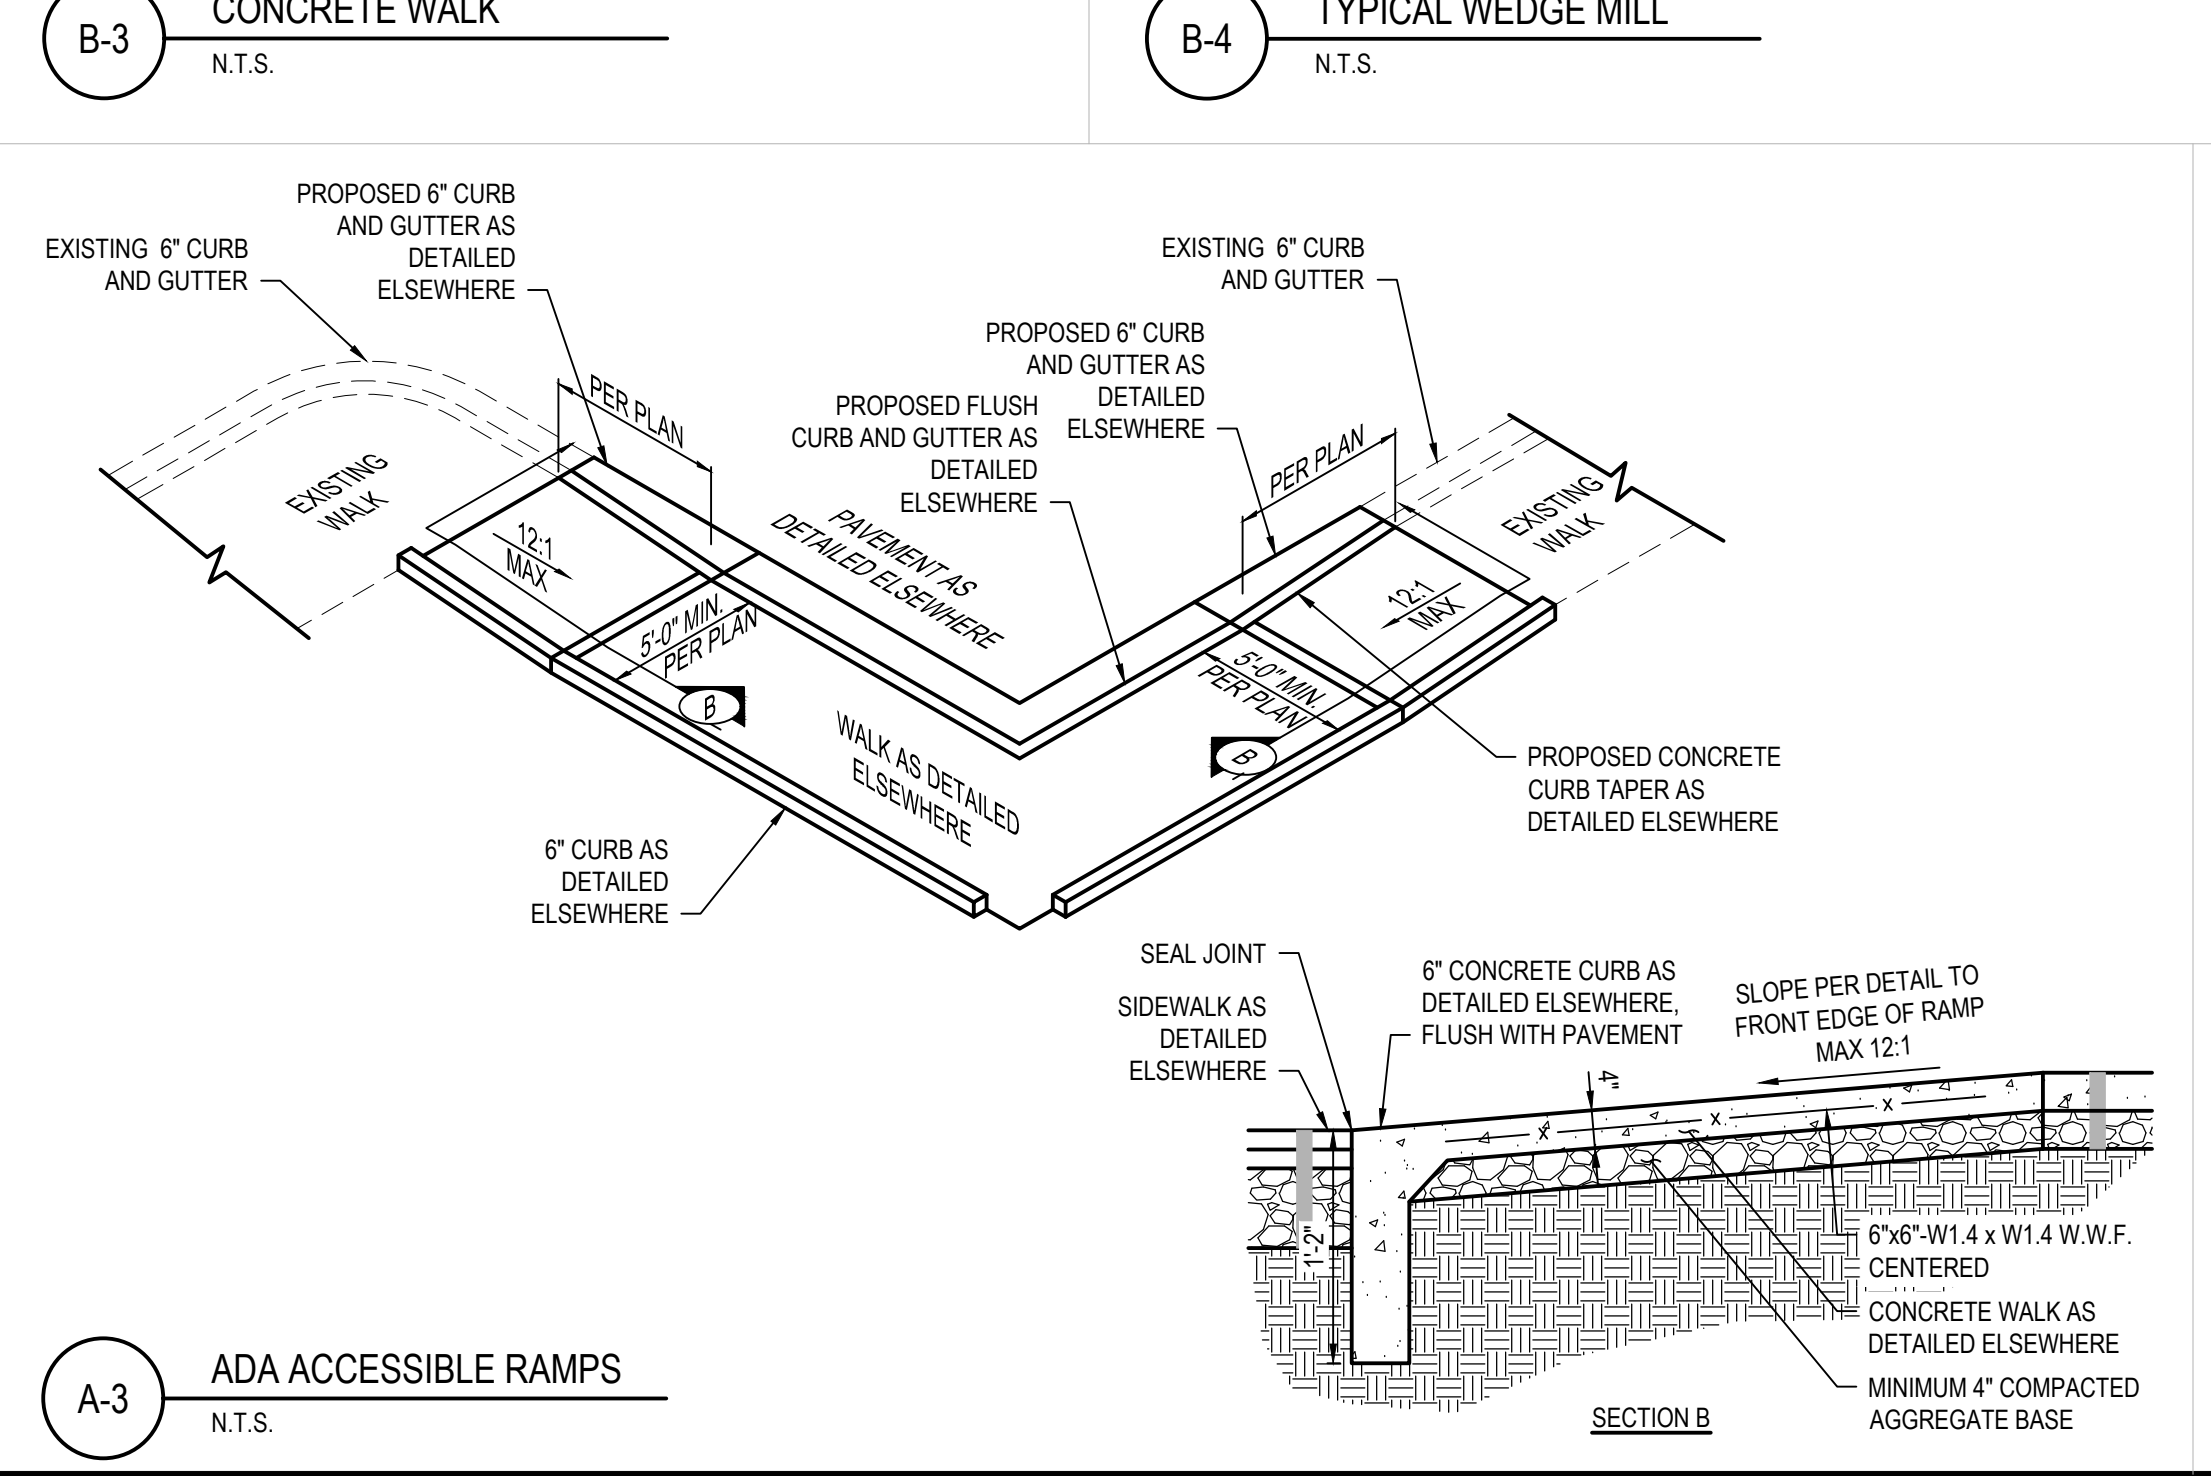 CONCRETE WALK
B-3
N.T.S.
TYPICAL WEDGE MILL
B-4
N.T.S.
PROPOSED 6" CURB
AND GUTTER AS
DETAILED
ELSEWHERE
EXISTING 6" CURB
AND GUTTER
EXISTING 6" CURB
AND GUTTER
PROPOSED 6" CURB
AND GUTTER AS
DETAILED
ELSEWHERE
PROPOSED FLUSH
CURB AND GUTTER AS
DETAILED
ELSEWHERE
PER PLAN
PER PLAN
EXISTING
WALK
EXISTING
WALK
12:1
MAX
PAVEMENT AS
DETAILED ELSEWHERE
12:1
MAX
5'-0" MIN.
PER PLAN
5'-0" MIN.
PER PLAN
B
B
WALK AS DETAILED
ELSEWHERE
PROPOSED CONCRETE
CURB TAPER AS
DETAILED ELSEWHERE
6" CURB AS
DETAILED
ELSEWHERE
SEAL JOINT
SIDEWALK AS
DETAILED
ELSEWHERE
6" CONCRETE CURB AS
DETAILED ELSEWHERE,
FLUSH WITH PAVEMENT
SLOPE PER DETAIL TO
FRONT EDGE OF RAMP
MAX 12:1
4"
X
X
X
1'-2"
6"x6"-W1.4 x W1.4 W.W.F.
CENTERED
CONCRETE WALK AS
DETAILED ELSEWHERE
MINIMUM 4" COMPACTED
AGGREGATE BASE
SECTION B
ADA ACCESSIBLE RAMPS
A-3
N.T.S.